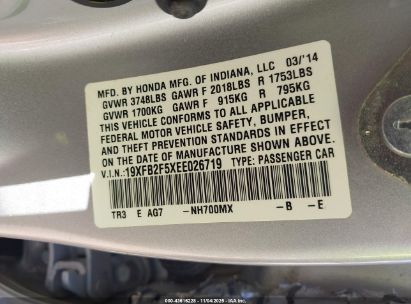 MFD. BY HONDA MFG. OF INDIANA, LLC 03/'14
GVWR 3748LBS GAWR F 2018LBS R 1753LBS
GVWR 1700KG GAWR F 915KG R 795KG
THIS VEHICLE CONFORMS TO ALL APPLICABLE
FEDERAL MOTOR VEHICLE SAFETY, BUMPER,
AND THEFT PREVENTION STANDARDS IN EFFECT
ON THE DATE OF MANUFACTURE SHOWN ABOVE.
V.I.N.:19XFB2F5XEE026719 TYPE: PASSENGER CAR
TR3 E AG7 -NH700MX -B -E